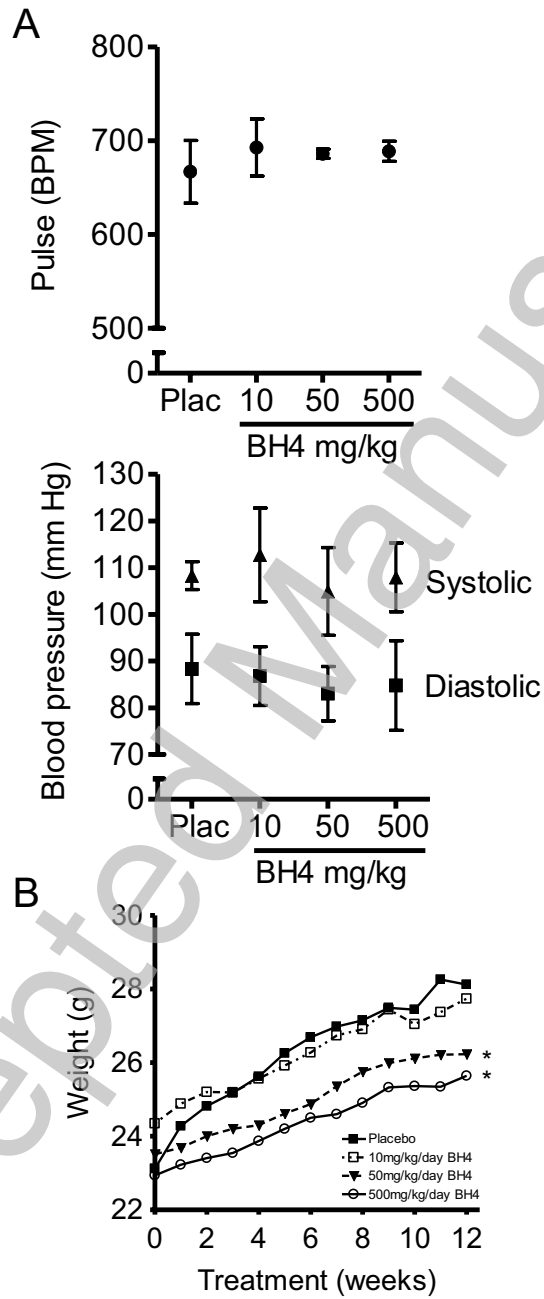 A
800
700
600
500
0
Pulse (BPM)
Plac 10 50 500
BH4 mg/kg
130
120
110
100
90
80
70
0
Blood pressure (mm Hg)
Systolic
Diastolic
Plac 10 50 500
BH4 mg/kg
B
30
28
26
24
22
Weight (g)
*
*
Placebo
10mg/kg/day BH4
50mg/kg/day BH4
500mg/kg/day BH4
0 2 4 6 8 10 12
Treatment (weeks)
epted Manus